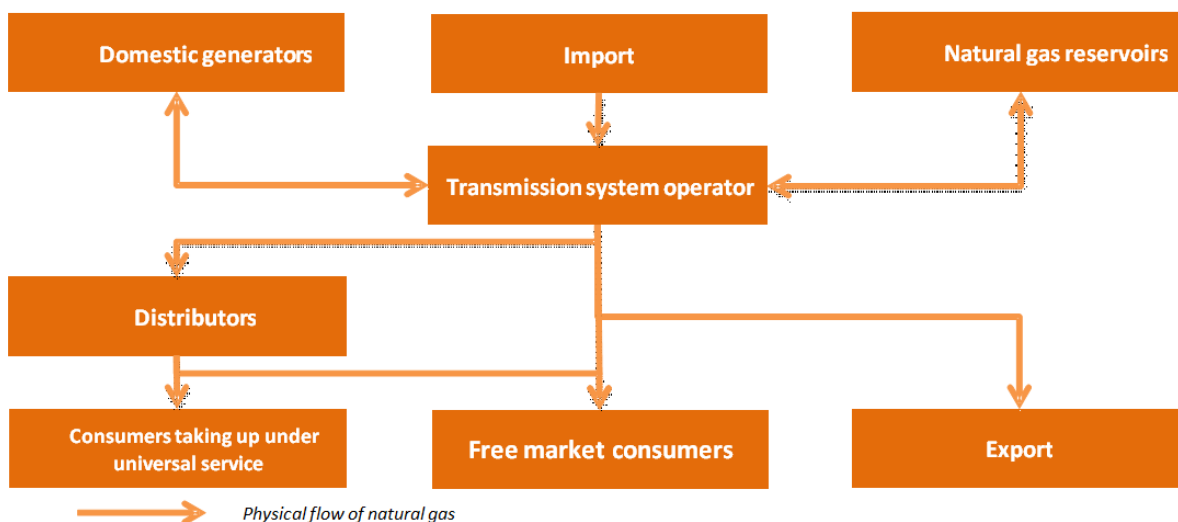 Domestic generators
Import
Natural gas reservoirs
Transmission system operator
Distributors
Consumers taking up under
universal service
Free market consumers
Export
Physical flow of natural gas